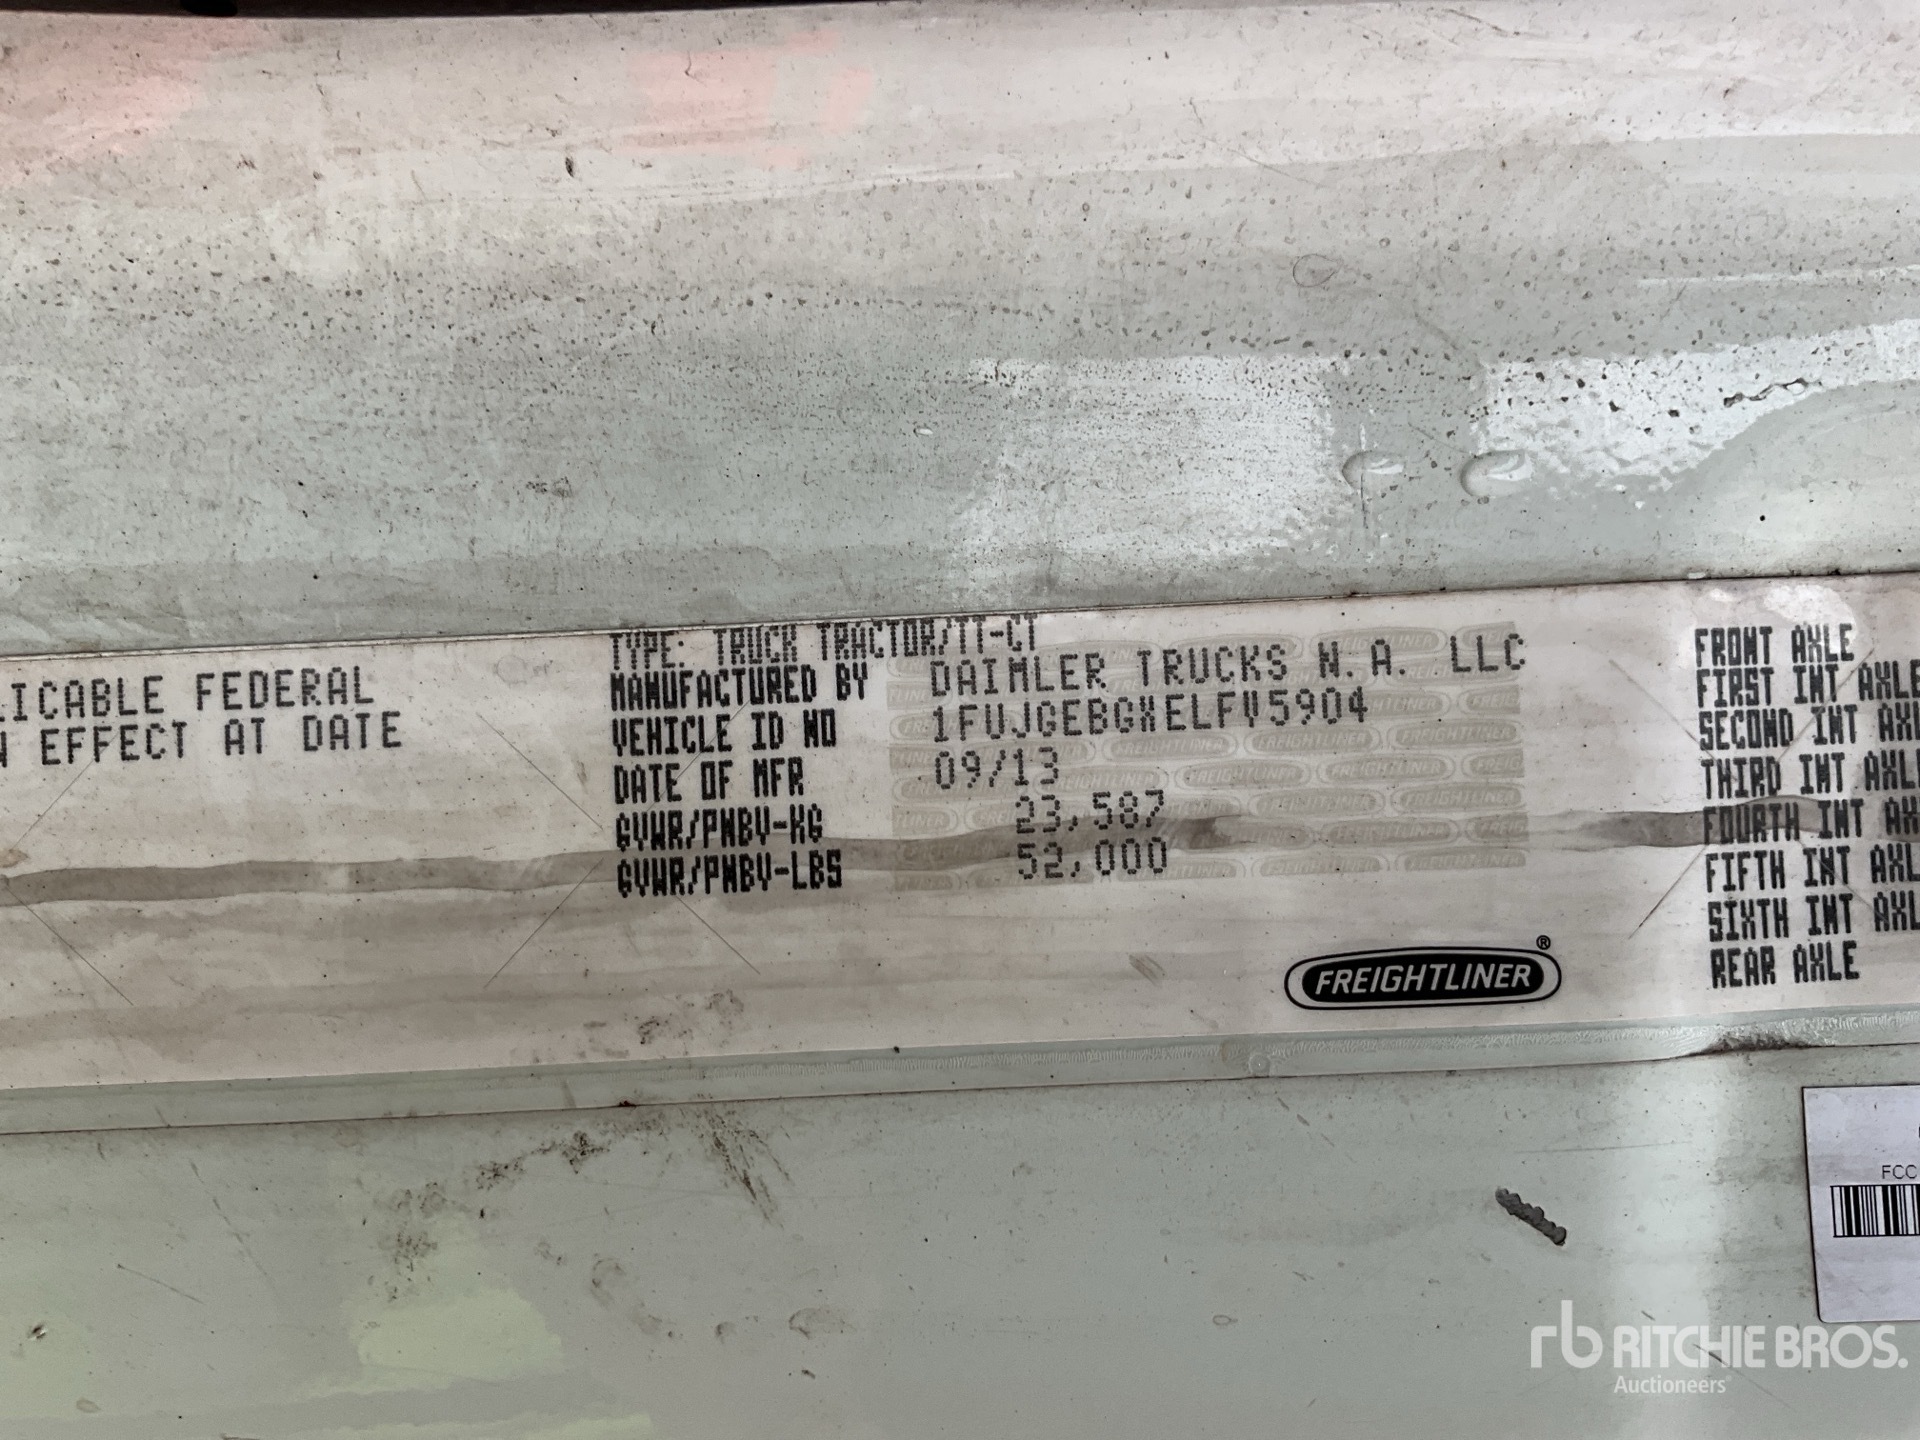 LICABLE FEDERAL
N EFFECT AT DATE
TYPE: TRUCK TRACTOR/TT-CT
MANUFACTURED BY DAIMLER TRUCKS N.A. LLC
VEHICLE ID NO 1FUJGEBGXELFV5904
DATE OF MFR 09/13
GVWR/PNBV-KG 23,587
GVWR/PNBV-LBS 52,000
FREIGHTLINER®
FRONT AXLE
FIRST INT AXLE
SECOND INT AXL
THIRD INT AXL
FOURTH INT AX
FIFTH INT AXL
SIXTH INT AXL
REAR AXLE
FCC
rb RITCHIE BROS.
Auctioneers